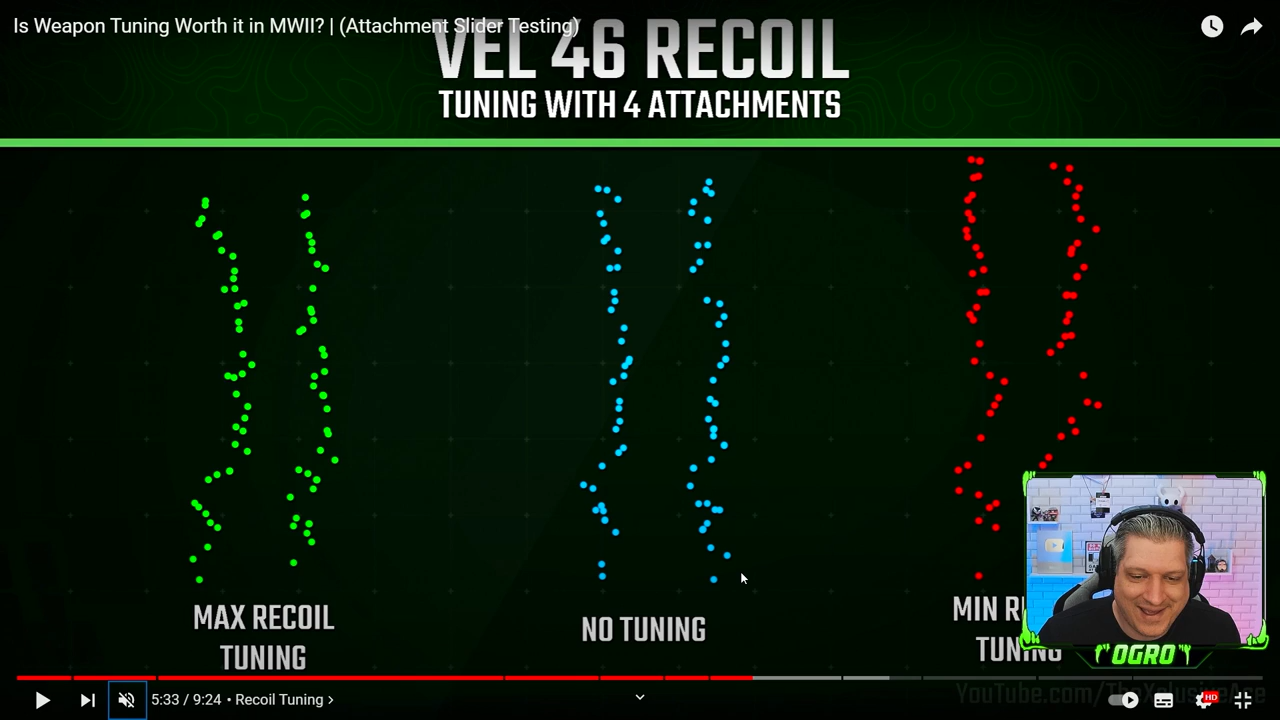 Is Weapon Tuning Worth it in MWII? | (Attachment Slider Testing)
VEL 46 RECOIL
TUNING WITH 4 ATTACHMENTS
MAX RECOIL
TUNING
NO TUNING
MIN
TUNING
"OGRO"
5:33 / 9:24 • Recoil Tuning ›
YouTube.com/TheXclusiveAce
HD